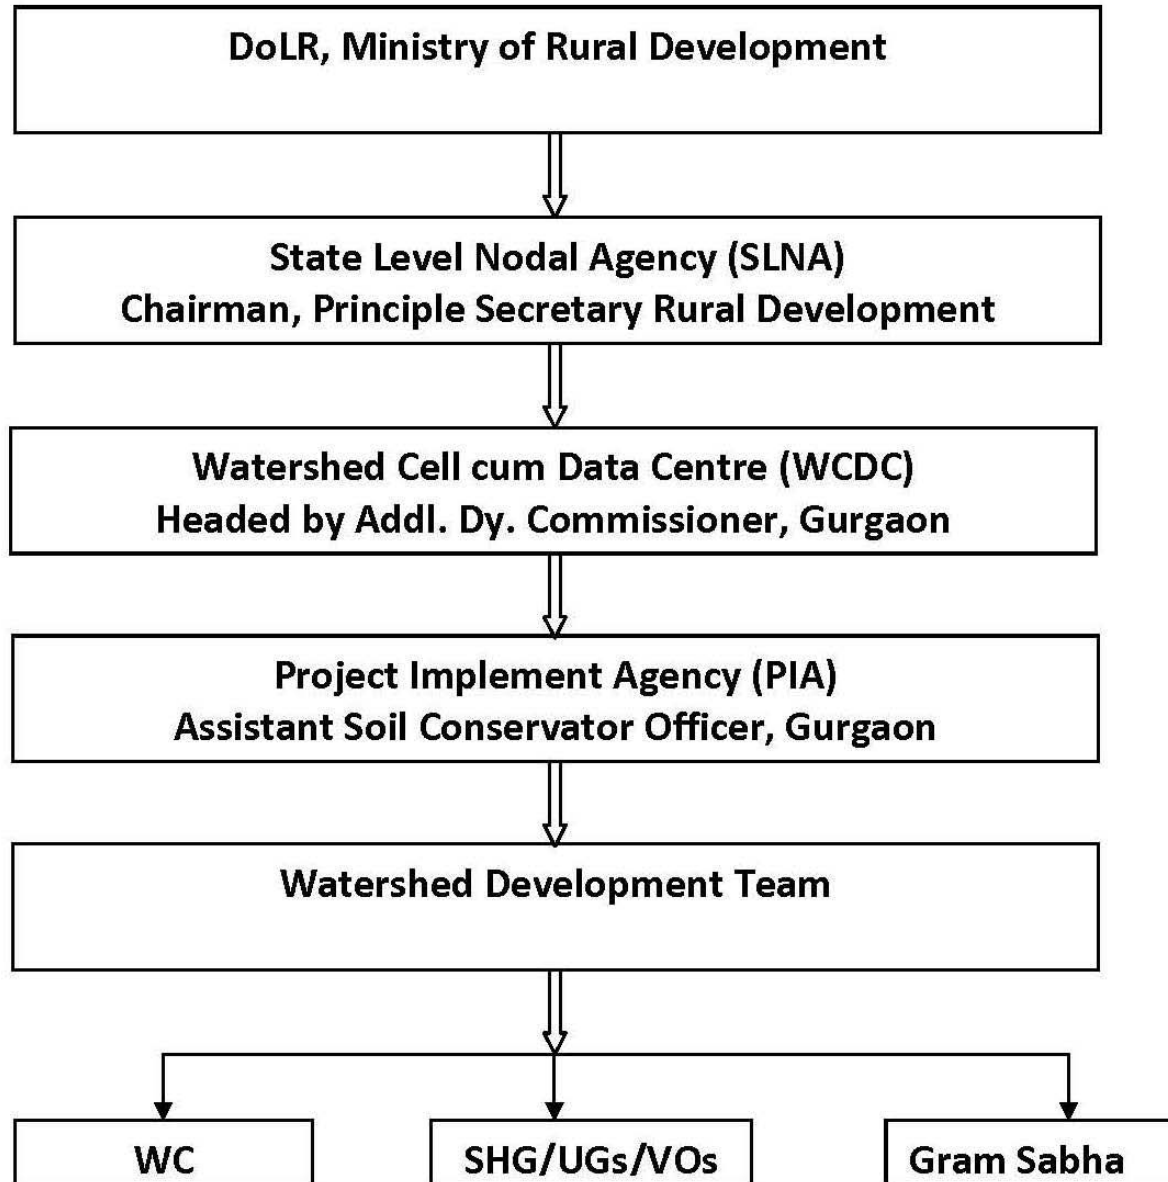 DoLR, Ministry of Rural Development
State Level Nodal Agency (SLNA)
Chairman, Principle Secretary Rural Development
Watershed Cell cum Data Centre (WCDC)
Headed by Addl. Dy. Commissioner, Gurgaon
Project Implement Agency (PIA)
Assistant Soil Conservator Officer, Gurgaon
Watershed Development Team
WC
SHG/UGs/VOs
Gram Sabha